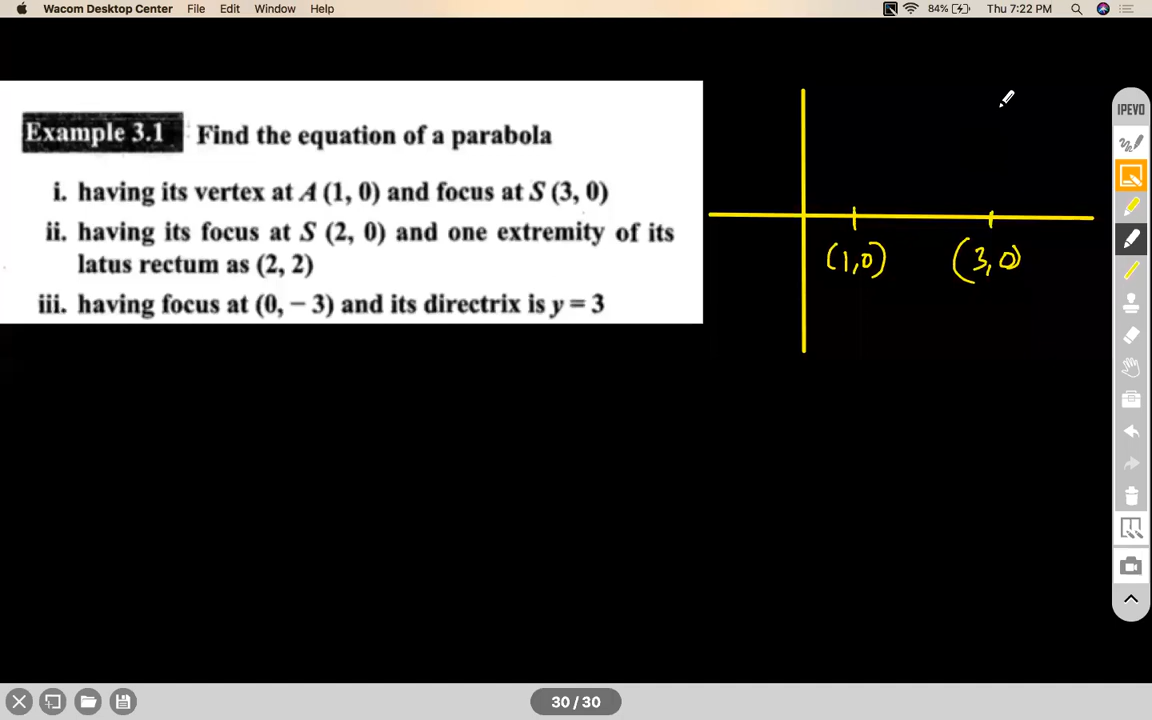 Wacom Desktop Center File Edit Window Help 84% Thu 7:22 PM
IPEVO
Example 3.1 Find the equation of a parabola
i. having its vertex at A (1, 0) and focus at S (3, 0)
ii. having its focus at S (2, 0) and one extremity of its
latus rectum as (2, 2)
iii. having focus at (0, − 3) and its directrix is y = 3
(1,0) (3,0)
30 / 30